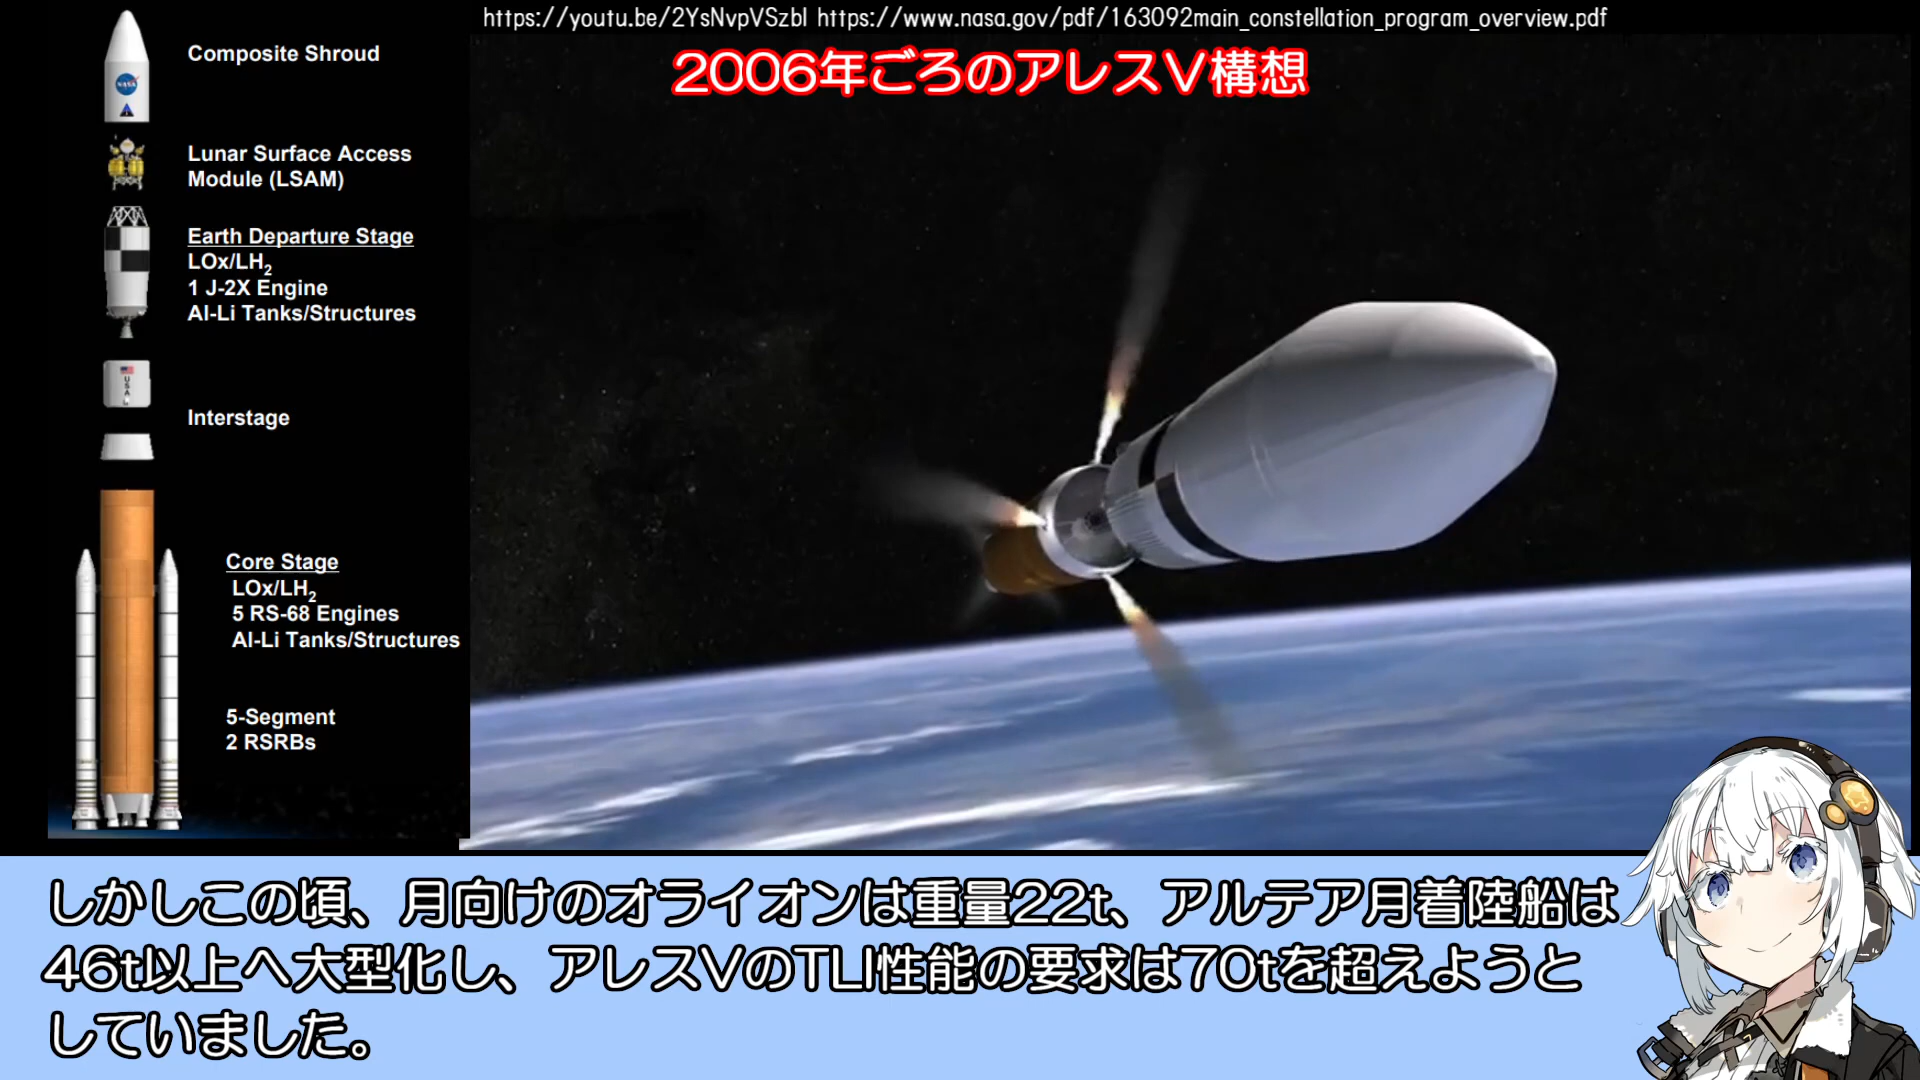 https://youtu.be/2YsNvpVSzbI https://www.nasa.gov/pdf/163092main_constellation_program_overview.pdf
2006年ごろのアレスV構想
Composite Shroud
NASA
Lunar Surface Access
Module (LSAM)
Earth Departure Stage
LOx/LH2
1 J-2X Engine
Al-Li Tanks/Structures
USA
Interstage
Core Stage
LOx/LH2
5 RS-68 Engines
Al-Li Tanks/Structures
5-Segment
2 RSRBs
しかしこの頃、月向けのオライオンは重量22t、アルテア月着陸船は
46t以上へ大型化し、アレスVのTLI性能の要求は70tを超えようと
していました。